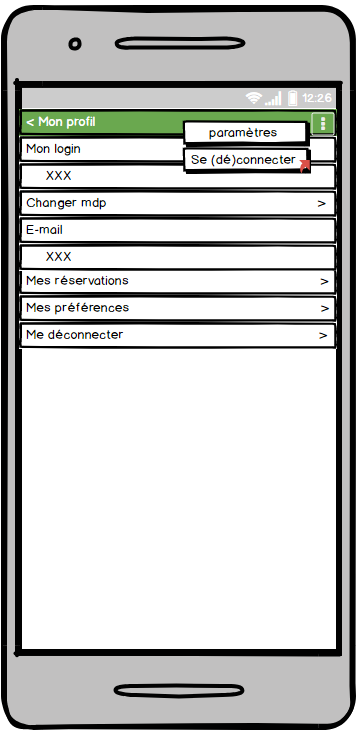 12:26
< Mon profil
paramètres
Mon login
Se (dé)connecter
XXX
Changer mdp >
E-mail
XXX
Mes réservations >
Mes préférences >
Me déconnecter >